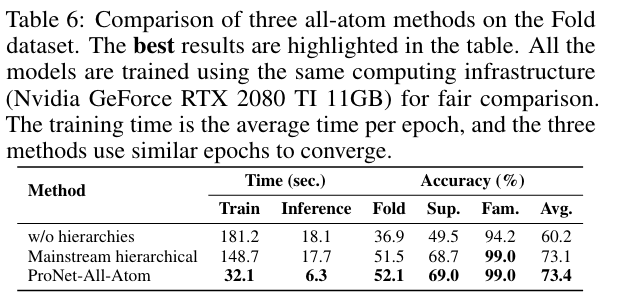 Table 6: Comparison of three all-atom methods on the Fold
dataset. The best results are highlighted in the table. All the
models are trained using the same computing infrastructure
(Nvidia GeForce RTX 2080 TI 11GB) for fair comparison.
The training time is the average time per epoch, and the three
methods use similar epochs to converge.
Method Time (sec.) Accuracy (%)
Train Inference Fold Sup. Fam. Avg.
w/o hierarchies 181.2 18.1 36.9 49.5 94.2 60.2
Mainstream hierarchical 148.7 17.7 51.5 68.7 99.0 73.1
ProNet-All-Atom 32.1 6.3 52.1 69.0 99.0 73.4